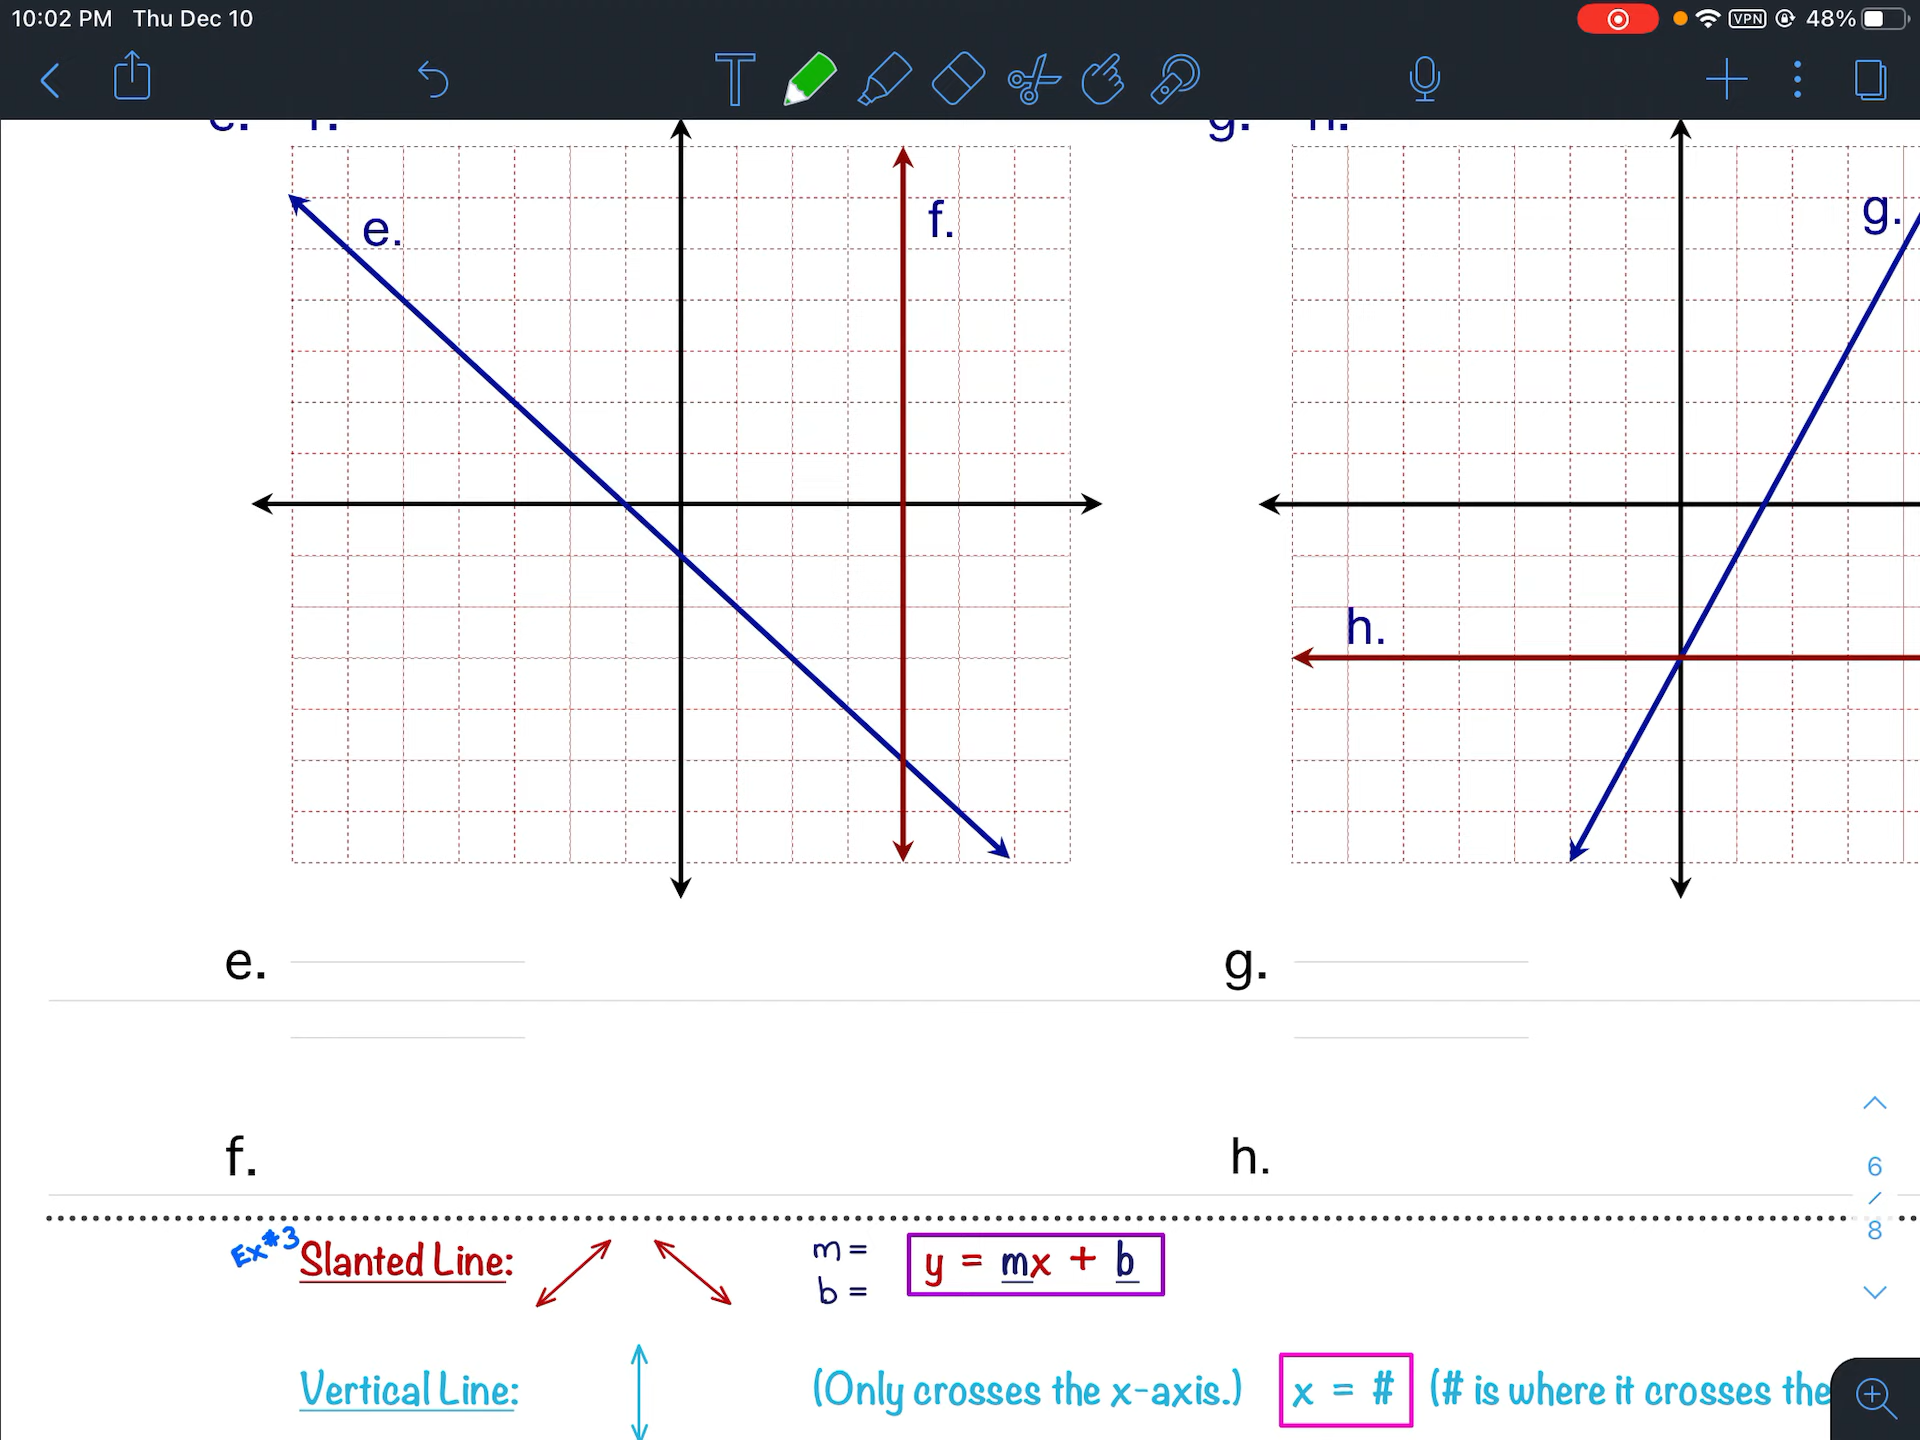 10:02 PM Thu Dec 10
VPN 48%
e. f. g. h.
e. f. g.
h.
e. g.
f. h.
6
/
8
Ex#3 Slanted Line: m = y = mx + b
b =
Vertical Line: (Only crosses the x-axis.) x = # (# is where it crosses the